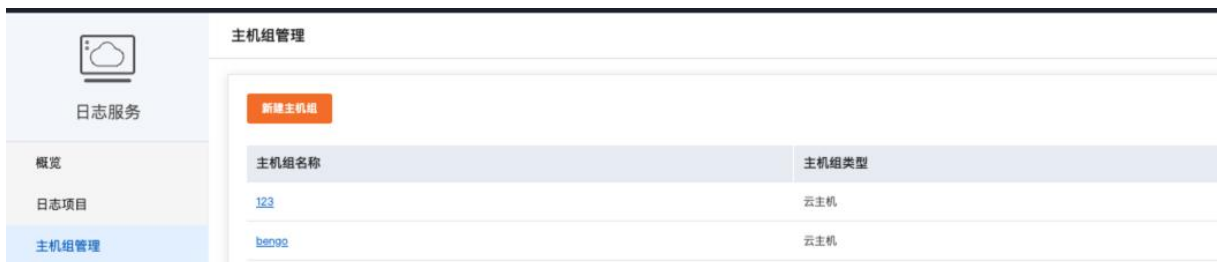 主机组管理
日志服务
新建主机组
概览
主机组名称 主机组类型
日志项目
123 云主机
主机组管理
bengo 云主机